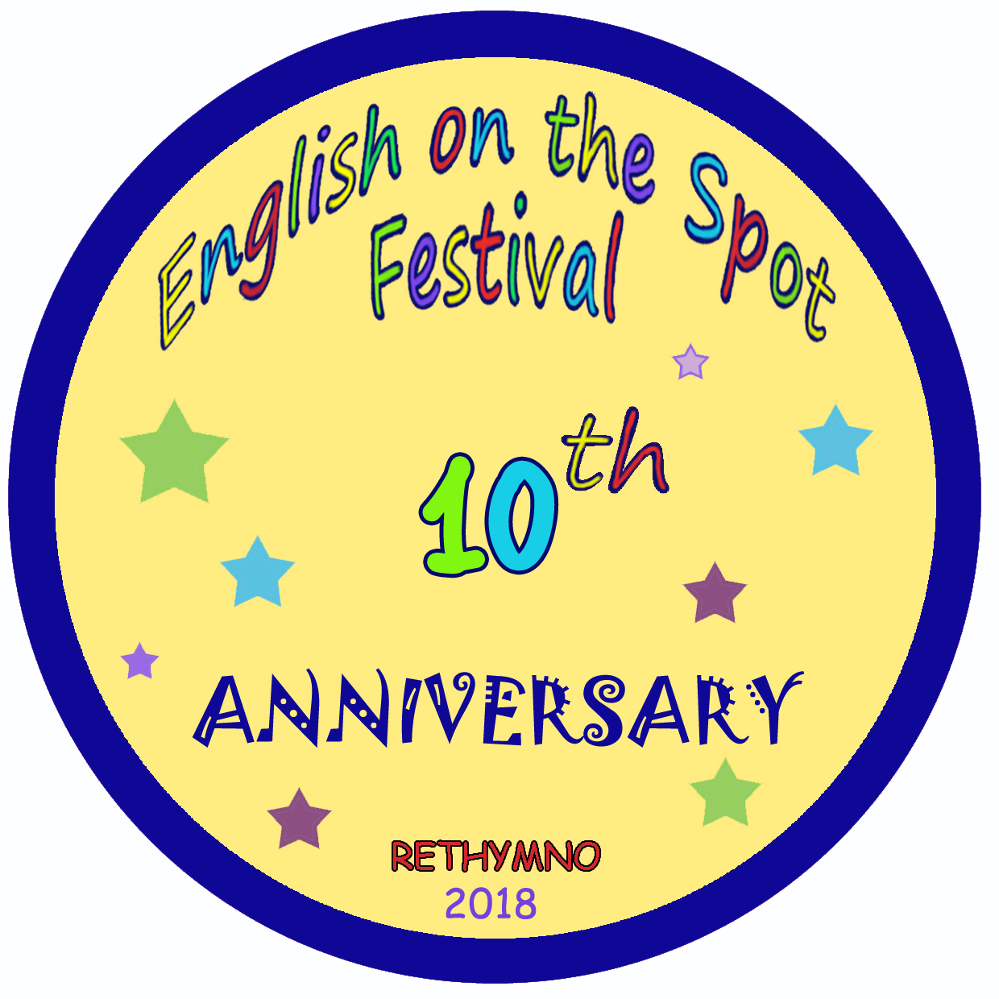 English on the Spot
Festival
10th
ANNIVERSARY
RETHYMNO
2018